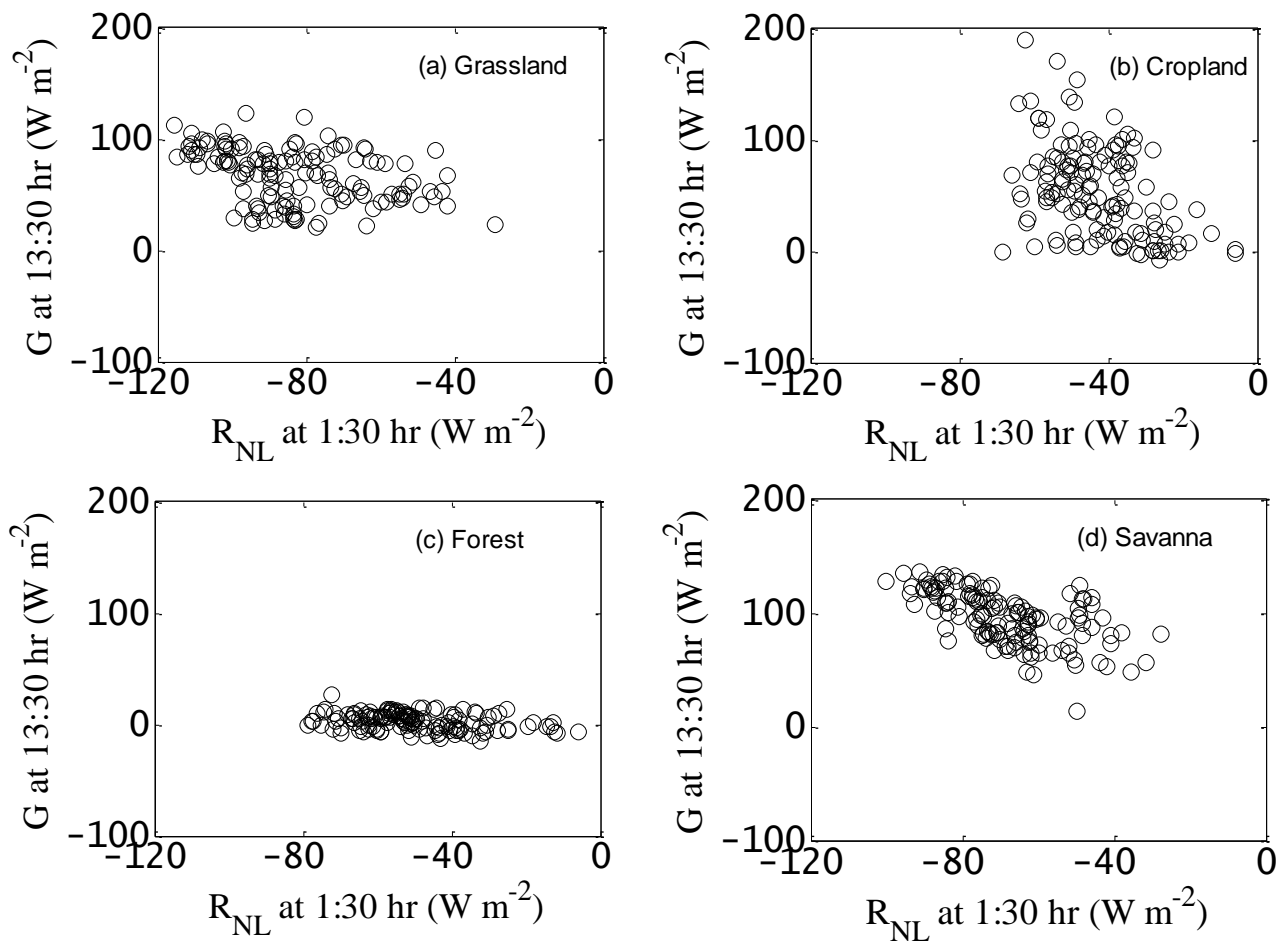 200
100
0
−100
−120
−80
−40
0
G at 13:30 hr (W m-2)
RNL at 1:30 hr (W m-2)
(a) Grassland
200
100
0
−100
−120
−80
−40
0
G at 13:30 hr (W m-2)
RNL at 1:30 hr (W m-2)
(b) Cropland
200
100
0
−100
−120
−80
−40
0
G at 13:30 hr (W m-2)
RNL at 1:30 hr (W m-2)
(c) Forest
200
100
0
−100
−120
−80
−40
0
G at 13:30 hr (W m-2)
RNL at 1:30 hr (W m-2)
(d) Savanna